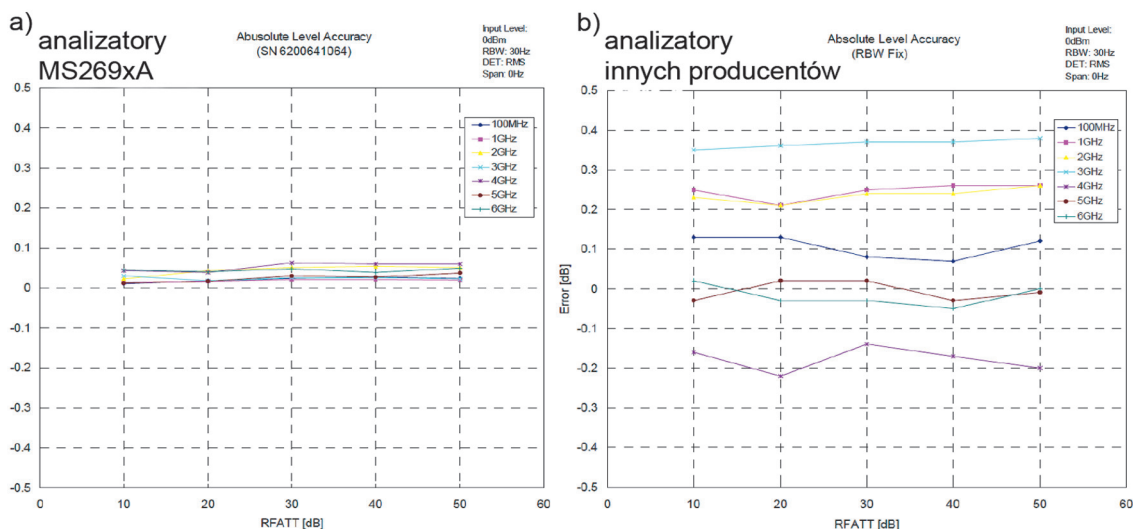 a)
analizatory
MS269xA
Abusolute Level Accuracy
(SN 6200641064)
Input Level:
0dBm
RBW: 30Hz
DET: RMS
Span: 0Hz
0.5
0.4
0.3
0.2
0.1
0
-0.1
-0.2
-0.3
-0.4
-0.5
100MHz
1GHz
2GHz
3GHz
4GHz
5GHz
6GHz
0
10
20
30
40
50
60
RFATT [dB]
b)
analizatory
innych producentów
Absolute Level Accuracy
(RBW Fix)
Input Level:
0dBm
RBW: 30Hz
DET: RMS
Span: 0Hz
Error [dB]
0.5
0.4
0.3
0.2
0.1
0
-0.1
-0.2
-0.3
-0.4
-0.5
100MHz
1GHz
2GHz
3GHz
4GHz
5GHz
6GHz
0
10
20
30
40
50
60
RFATT [dB]